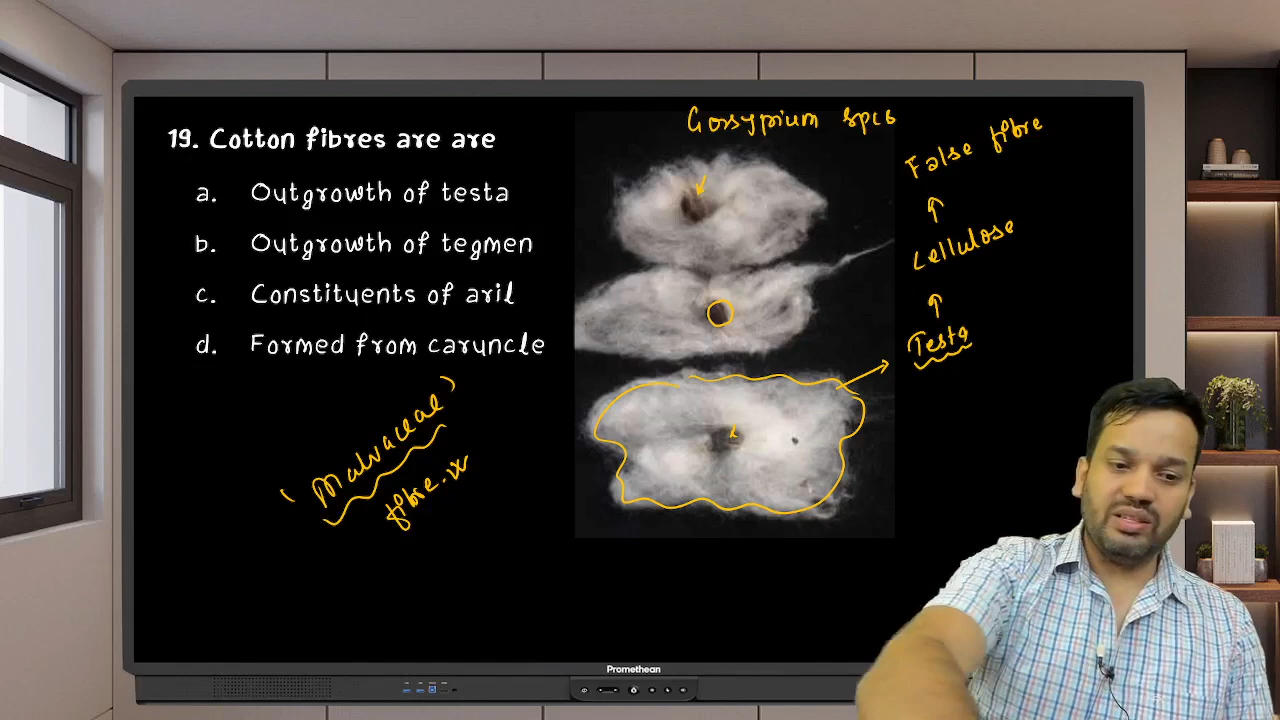 19. Cotton fibres are are
a. Outgrowth of testa
b. Outgrowth of tegmen
c. Constituents of aril
d. Formed from caruncle
Gossypium spcs
False fibre
↑
Cellulose
↑
Testa
(Malvaceae)
fibre.
Promethean